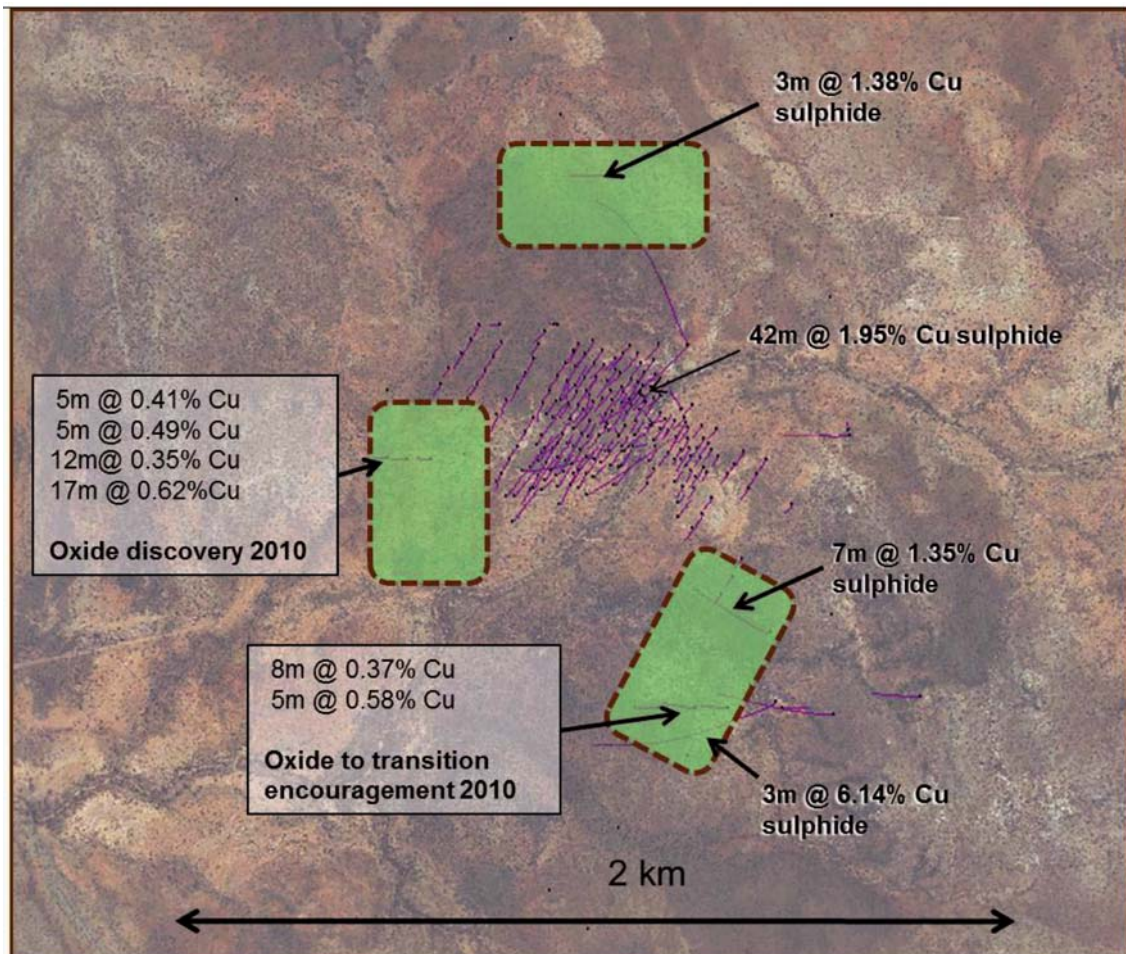 3m @ 1.38% Cu
sulphide
42m @ 1.95% Cu sulphide
5m @ 0.41% Cu
5m @ 0.49% Cu
12m@ 0.35% Cu
17m @ 0.62%Cu
Oxide discovery 2010
7m @ 1.35% Cu
sulphide
8m @ 0.37% Cu
5m @ 0.58% Cu
Oxide to transition
encouragement 2010
3m @ 6.14% Cu
sulphide
2 km